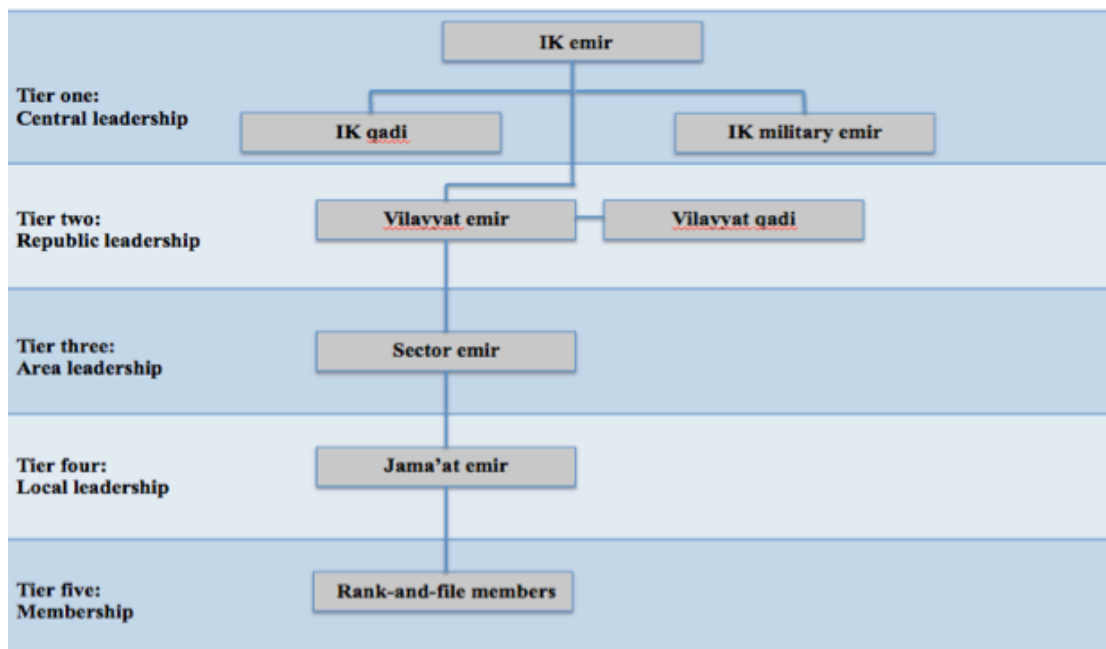 IK emir
Tier one:
Central leadership
IK qadi
IK military emir
Tier two:
Republic leadership
Vilayyat emir
Vilayyat qadi
Tier three:
Area leadership
Sector emir
Tier four:
Local leadership
Jama’at emir
Tier five:
Membership
Rank-and-file members